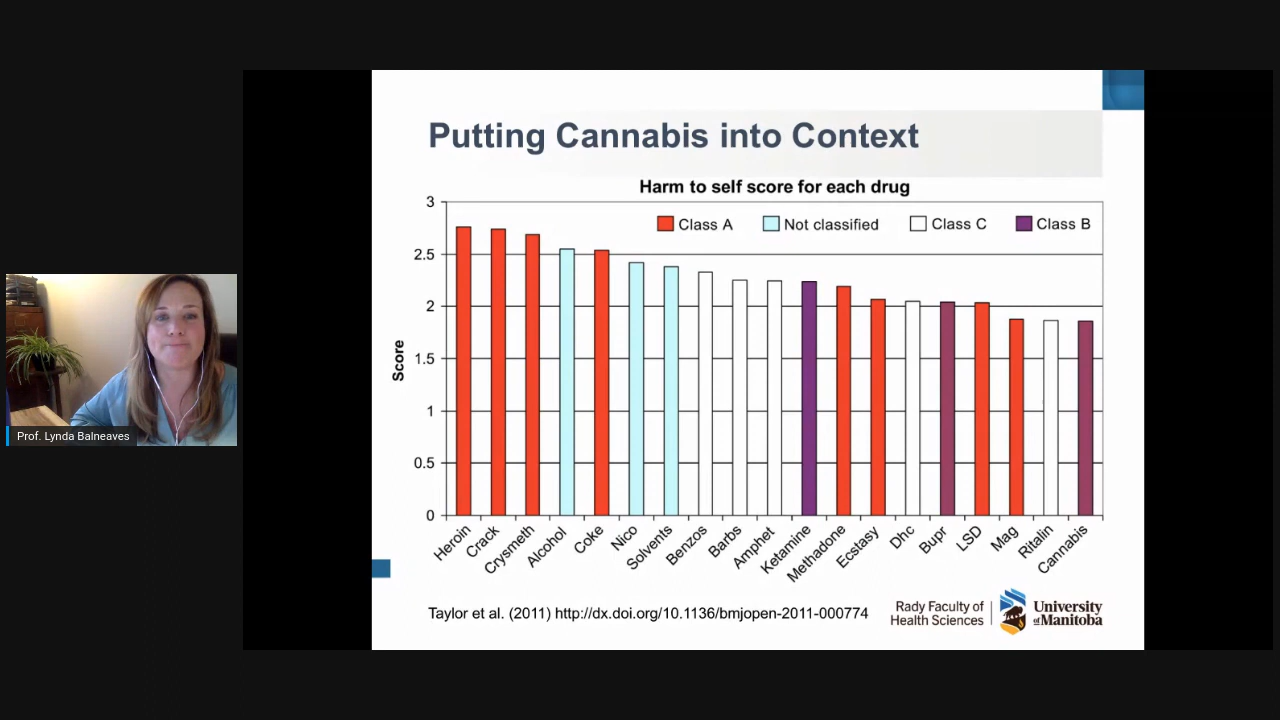 Putting Cannabis into Context
Harm to self score for each drug
Class A
Not classified
Class C
Class B
Score
3
2.5
2
1.5
1
0.5
0
Heroin
Crack
Crysmeth
Alcohol
Coke
Nico
Solvents
Benzos
Barbs
Amphet
Ketamine
Methadone
Ecstasy
Dhc
Bupr
LSD
Mag
Ritalin
Cannabis
Taylor et al. (2011) http://dx.doi.org/10.1136/bmjopen-2011-000774
Rady Faculty of
Health Sciences
University
of Manitoba
Prof. Lynda Balneaves